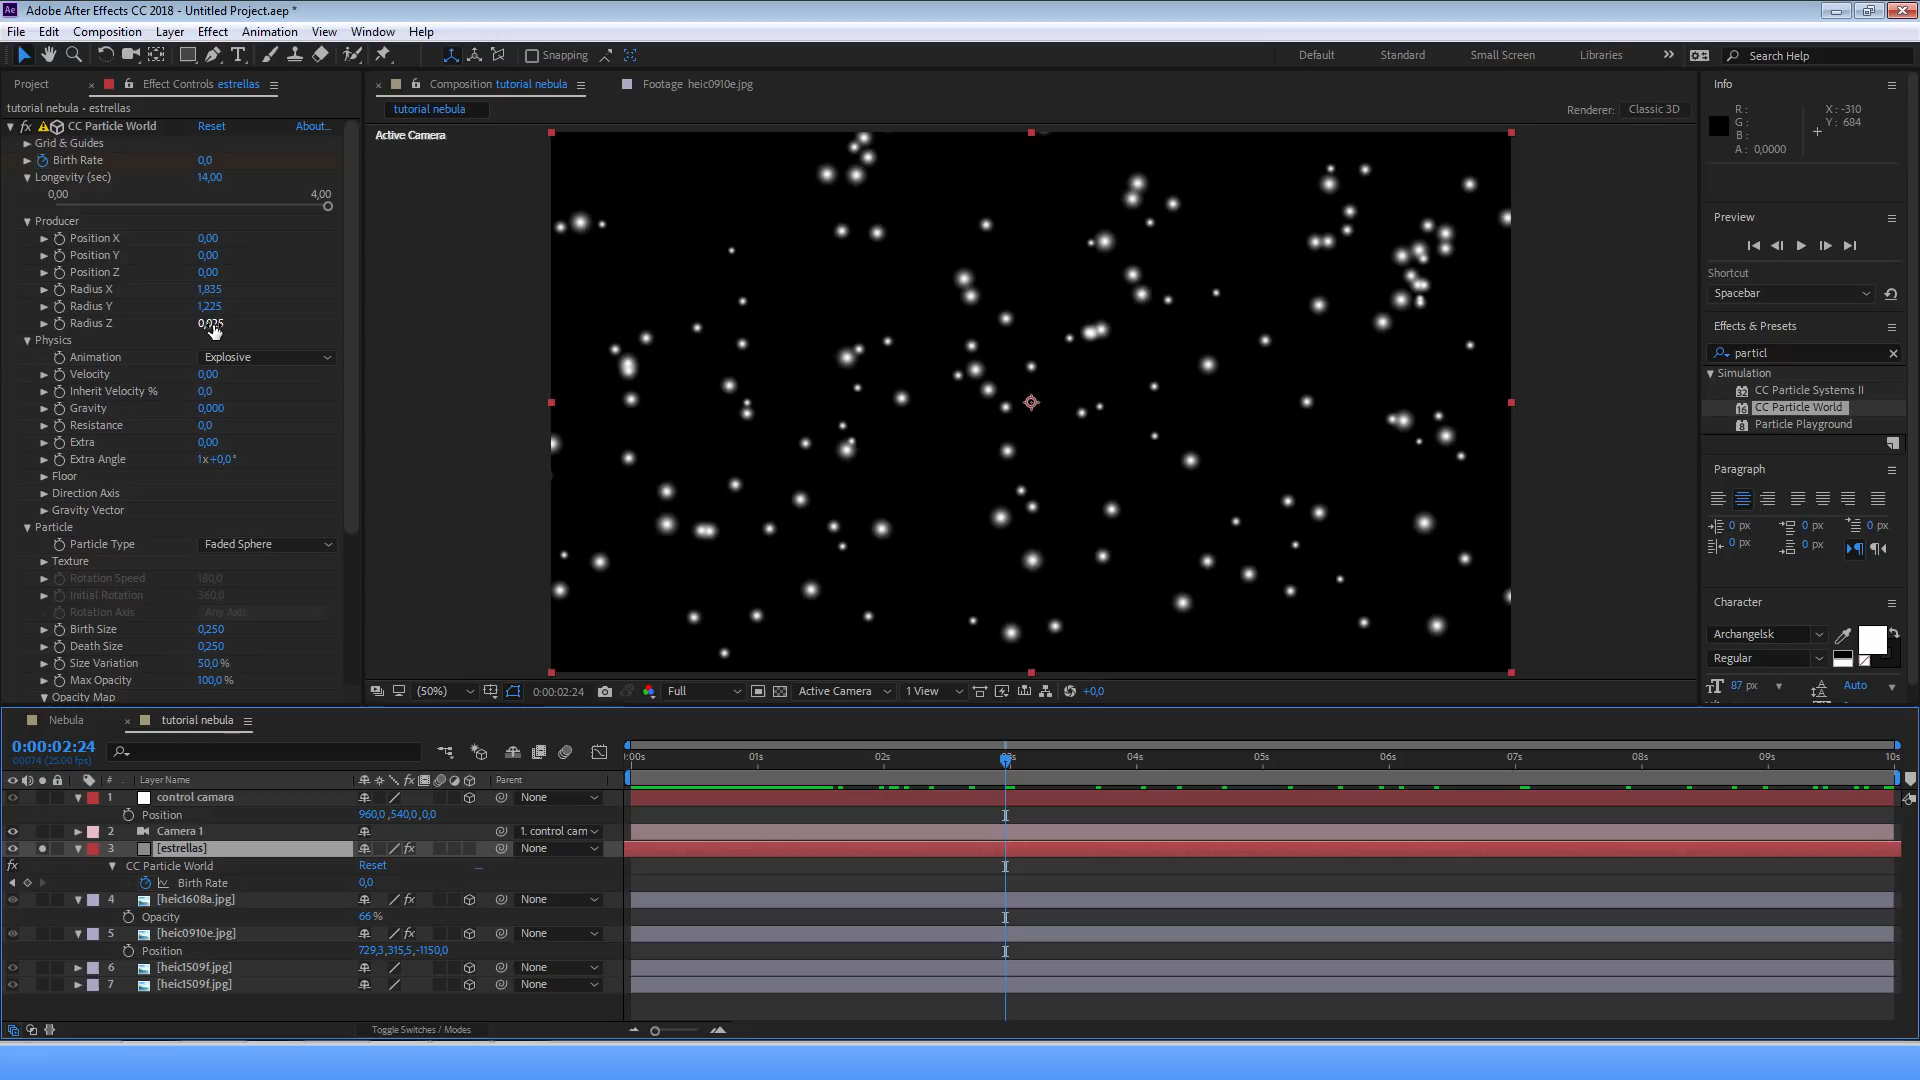 Adobe After Effects CC 2018 - Untitled Project.aep *
File Edit Composition Layer Effect Animation View Window Help
Snapping
Default Standard Small Screen Libraries Search Help
Project Effect Controls estrellas
tutorial nebula • estrellas
CC Particle World Reset About...
Grid & Guides
Birth Rate 0,0
Longevity (sec) 14,00
0,00 4,00
Producer
Position X 0,00
Position Y 0,00
Position Z 0,00
Radius X 1,835
Radius Y 1,225
Radius Z
Physics
Animation Explosive
Velocity 0,00
Inherit Velocity % 0,0
Gravity 0,000
Resistance 0,0
Extra 0,00
Extra Angle 1x+0,0°
Floor
Direction Axis
Gravity Vector
Particle
Particle Type Faded Sphere
Texture
Rotation Speed 180,0
Initial Rotation 360,0
Rotation Axis Any Axis
Birth Size 0,250
Death Size 0,250
Size Variation 50,0 %
Max Opacity 100,0 %
Opacity Map
Composition tutorial nebula Footage heic0910e.jpg
tutorial nebula Renderer: Classic 3D
Active Camera
(50%) 0:00:02:24 Full Active Camera 1 View +0,0
Info
R : X : -310
G : Y : 684
B :
A : 0,0000
Preview
Shortcut
Spacebar
Effects & Presets
particl
Simulation
CC Particle Systems II
CC Particle World
Particle Playground
Paragraph
0 px 0 px 0 px
0 px 0 px
Character
Archangelsk
Regular
87 px Auto
Nebula tutorial nebula
0:00:02:24
00074 (25.00 fps)
:00s 01s 02s 03s 04s 05s 06s 07s 08s 09s 10s
# Layer Name Parent
1 control camara None
Position 960,0,540,0,0,0
2 Camera 1 1. control cam
3 [estrellas] None
CC Particle World Reset
Birth Rate 0,0
4 [heic1608a.jpg] None
Opacity 66 %
5 [heic0910e.jpg] None
Position 729,3,315,5,-1150,0
6 [heic1509f.jpg] None
7 [heic1509f.jpg] None
Toggle Switches / Modes